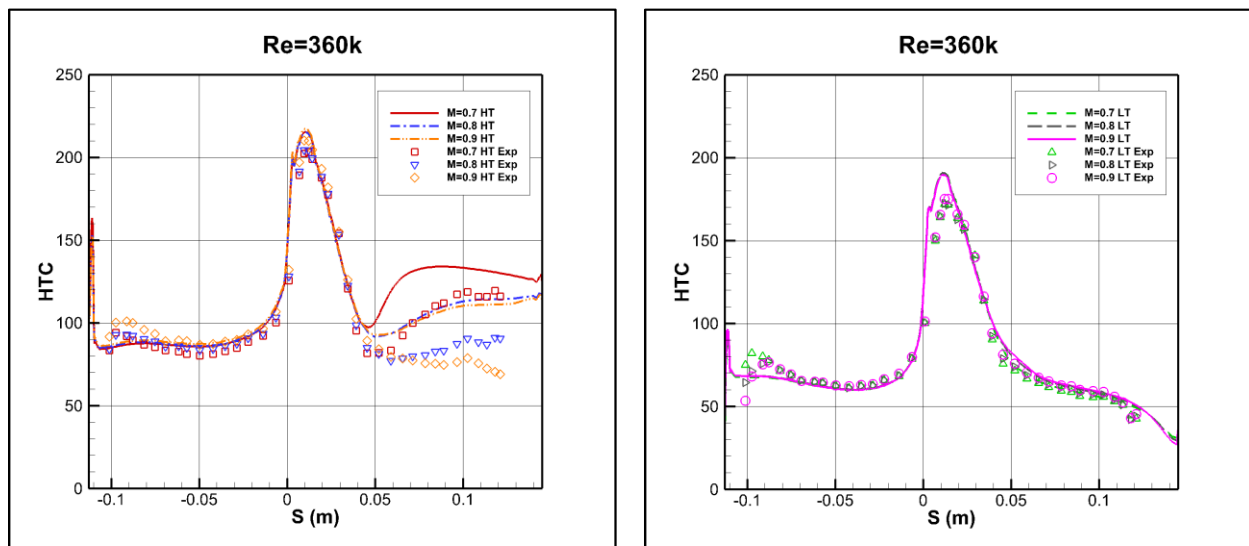 Re=360k
250
200
150
100
50
0
HTC
-0.1
-0.05
0
0.05
0.1
S (m)
M=0.7 HT
M=0.8 HT
M=0.9 HT
M=0.7 HT Exp
M=0.8 HT Exp
M=0.9 HT Exp
Re=360k
250
200
150
100
50
0
HTC
-0.1
-0.05
0
0.05
0.1
S (m)
M=0.7 LT
M=0.8 LT
M=0.9 LT
M=0.7 LT Exp
M=0.8 LT Exp
M=0.9 LT Exp